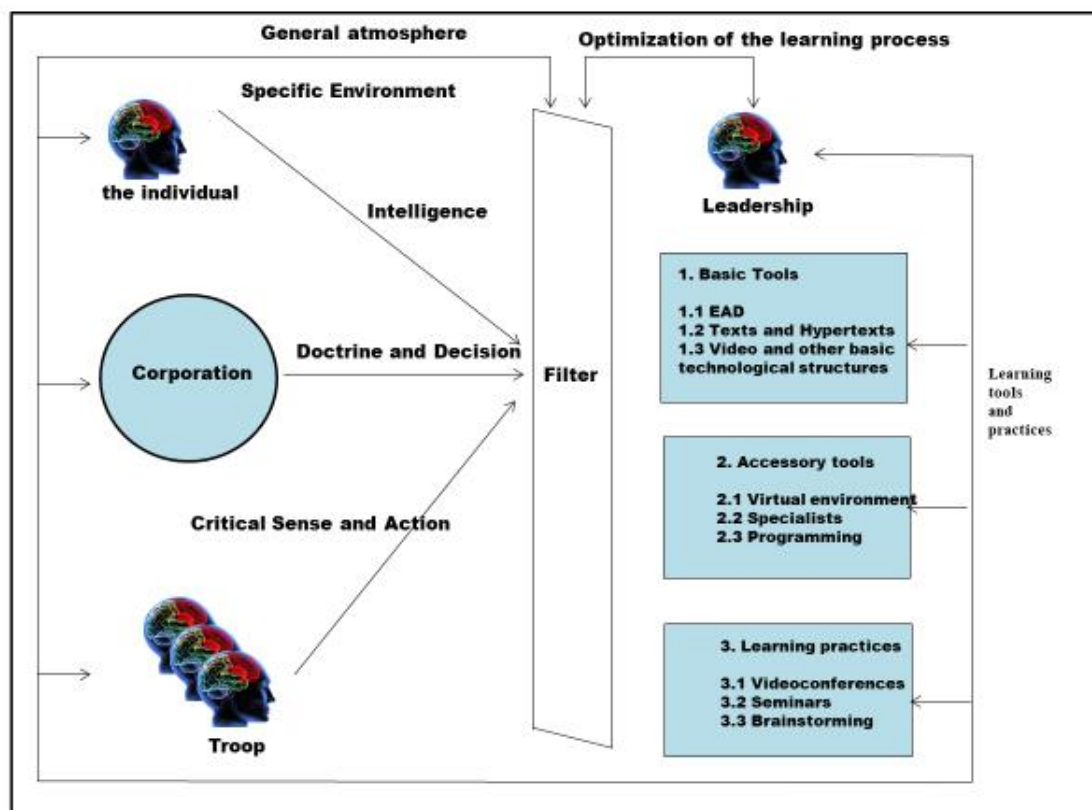 General atmosphere
Optimization of the learning process
Specific Environment
the individual
Intelligence
Leadership
Corporation
Doctrine and Decision
Filter
Critical Sense and Action
Troop
1. Basic Tools
1.1 EAD
1.2 Texts and Hypertexts
1.3 Video and other basic
technological structures
2. Accessory tools
2.1 Virtual environment
2.2 Specialists
2.3 Programming
3. Learning practices
3.1 Videoconferences
3.2 Seminars
3.3 Brainstorming
Learning
tools
and
practices